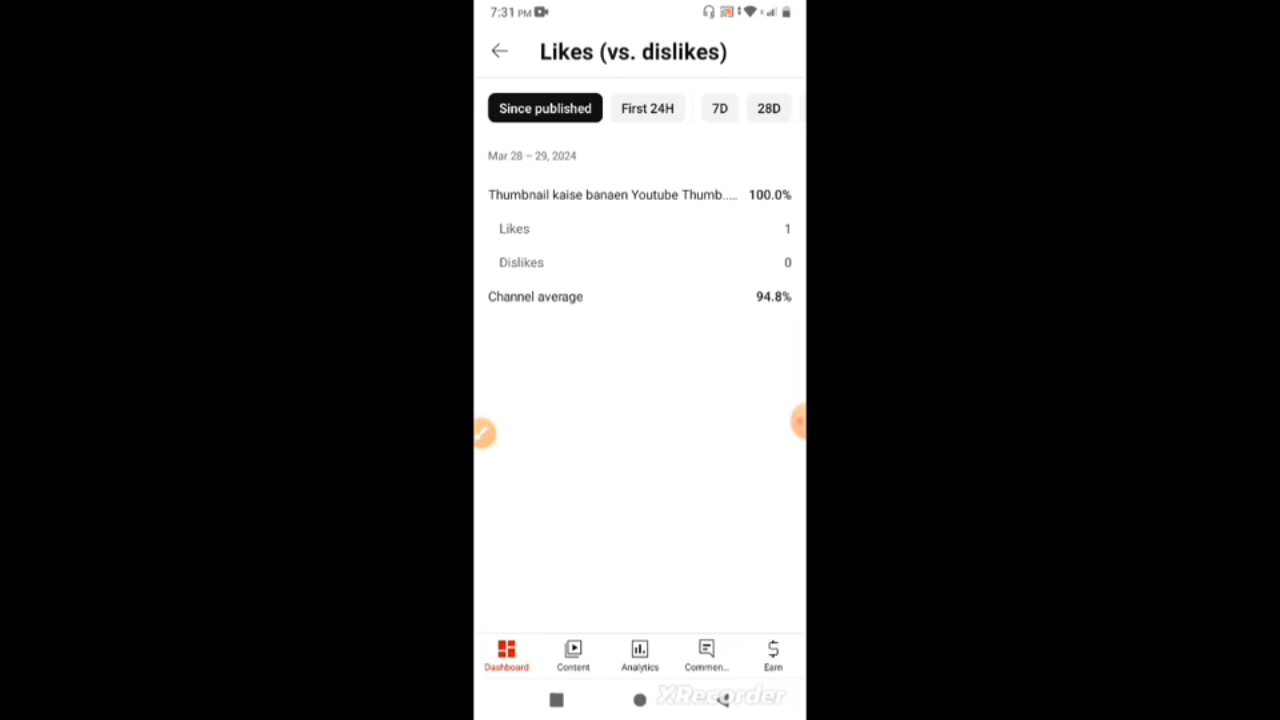 7:31 PM
Likes (vs. dislikes)
Since published First 24H 7D 28D
Mar 28 – 29, 2024
Thumbnail kaise banaen Youtube Thumb..... 100.0%
Likes 1
Dislikes 0
Channel average 94.8%
Dashboard Content Analytics Commen... Earn
XRecorder